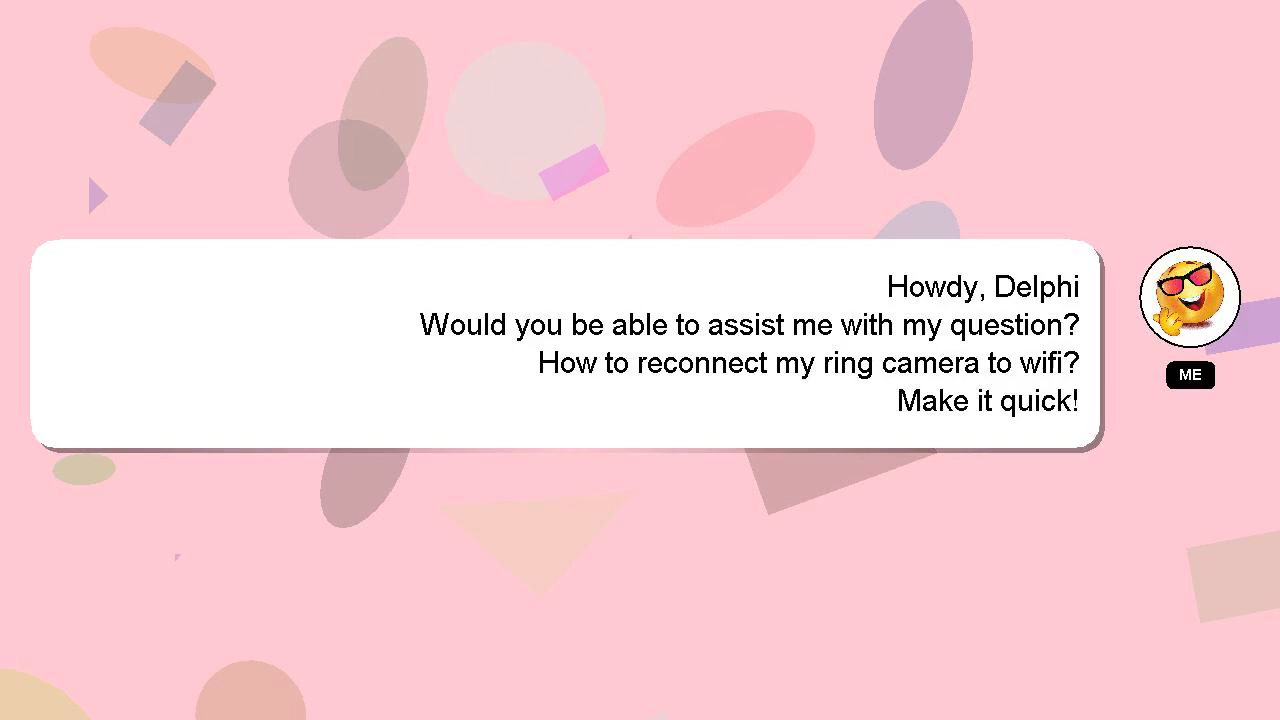 Howdy, Delphi
Would you be able to assist me with my question?
How to reconnect my ring camera to wifi?
Make it quick!
ME